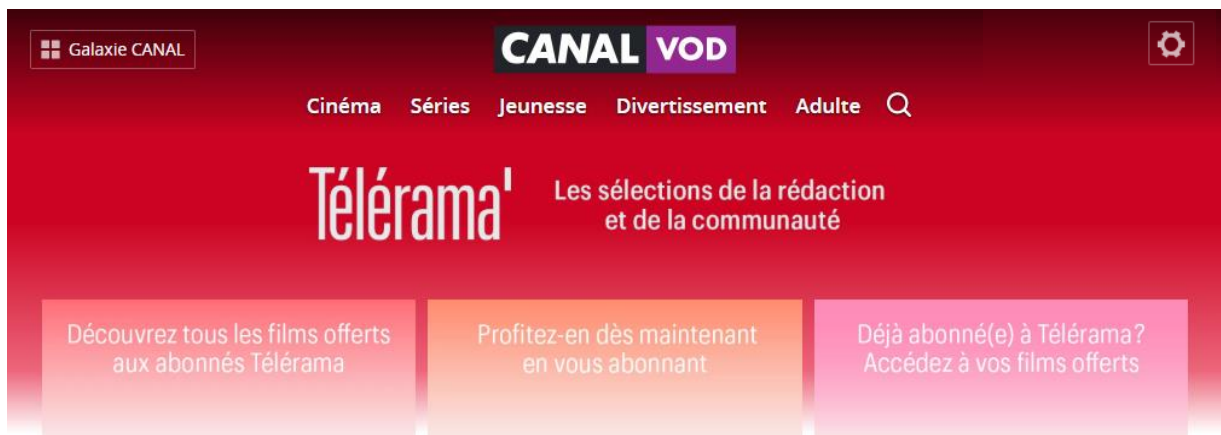 Galaxie CANAL
CANAL VOD
Cinéma Séries Jeunesse Divertissement Adulte
Télérama'
Les sélections de la rédaction
et de la communauté
Découvrez tous les films offerts
aux abonnés Télérama
Profitez-en dès maintenant
en vous abonnant
Déjà abonné(e) à Télérama?
Accédez à vos films offerts